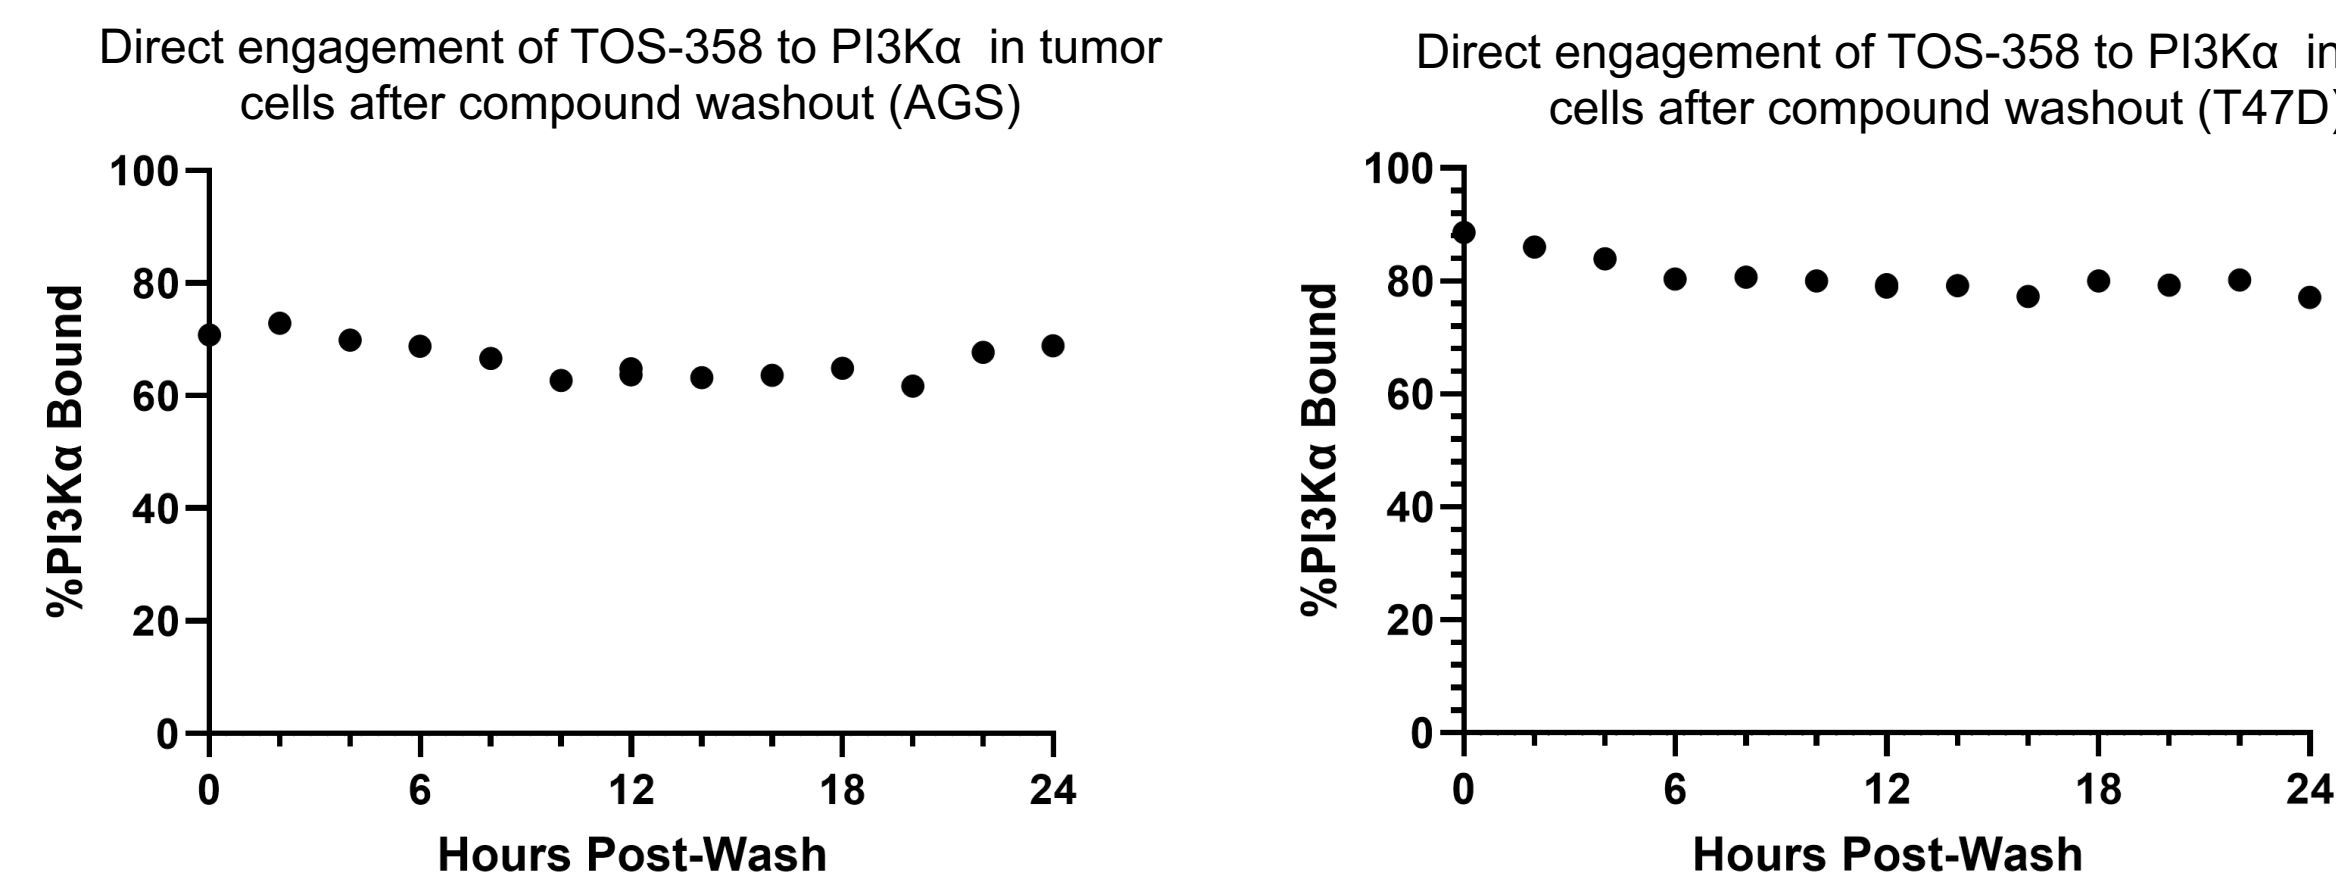 Direct engagement of TOS-358 to PI3Kα in tumor
cells after compound washout (AGS)
100
80
60
40
20
0
%PI3Kα Bound
0 6 12 18 24
Hours Post-Wash
Direct engagement of TOS-358 to PI3Kα in
cells after compound washout (T47D)
100
80
60
40
20
0
%PI3Kα Bound
0 6 12 18 24
Hours Post-Wash